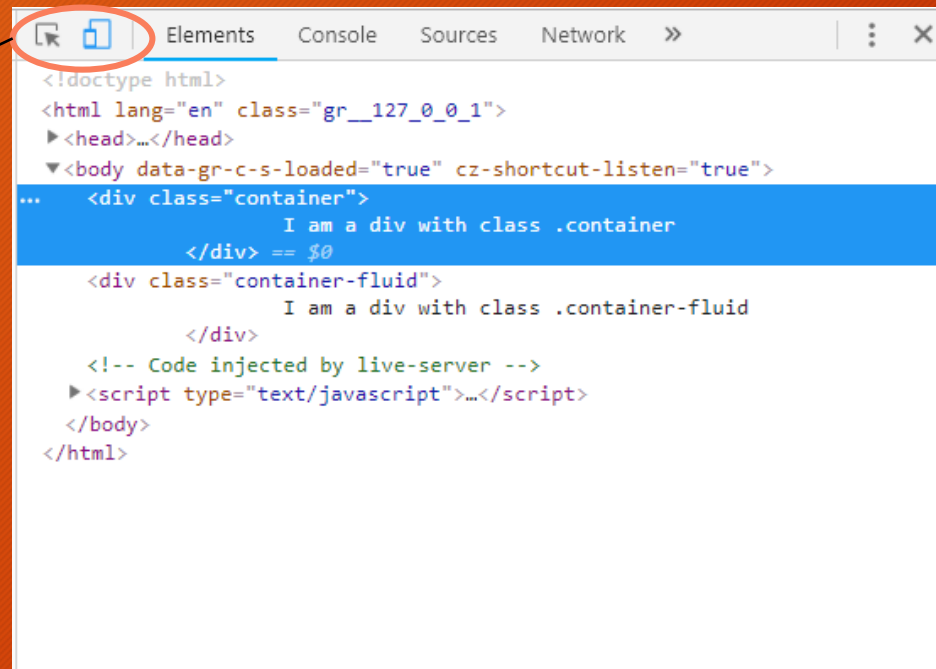 Elements Console Sources Network »
<!doctype html>
<html lang="en" class="gr__127_0_0_1">
▶<head>…</head>
▼<body data-gr-c-s-loaded="true" cz-shortcut-listen="true">
... <div class="container">
I am a div with class .container
</div> == $0
<div class="container-fluid">
I am a div with class .container-fluid
</div>
<!-- Code injected by live-server -->
▶<script type="text/javascript">…</script>
</body>
</html>